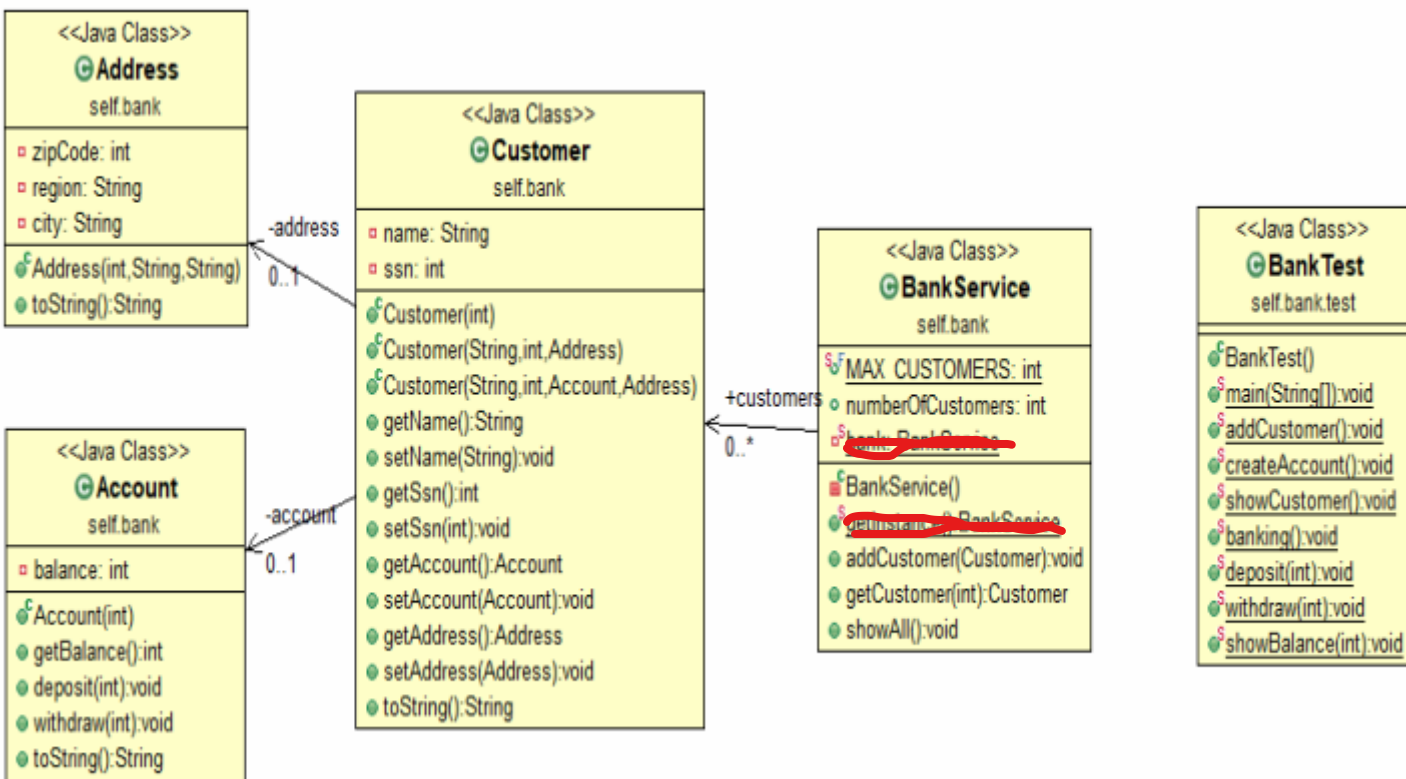 <<Java Class>>
Address
self.bank
zipCode: int
region: String
city: String
Address(int,String,String)
toString():String
<<Java Class>>
Account
self.bank
balance: int
Account(int)
getBalance():int
deposit(int):void
withdraw(int):void
toString():String
-address
0..1
-account
0..1
<<Java Class>>
Customer
self.bank
name: String
ssn: int
Customer(int)
Customer(String,int,Address)
Customer(String,int,Account,Address)
getName():String
setName(String):void
getSsn():int
setSsn(int):void
getAccount():Account
setAccount(Account):void
getAddress():Address
setAddress(Address):void
toString():String
+customers
0..*
<<Java Class>>
BankService
self.bank
MAX_CUSTOMERS: int
numberOfCustomers: int
bank: BankService
BankService()
getInstance():BankService
addCustomer(Customer):void
getCustomer(int):Customer
showAll():void
<<Java Class>>
BankTest
self.bank.test
BankTest()
main(String[]):void
addCustomer():void
createAccount():void
showCustomer():void
banking():void
deposit(int):void
withdraw(int):void
showBalance(int):void